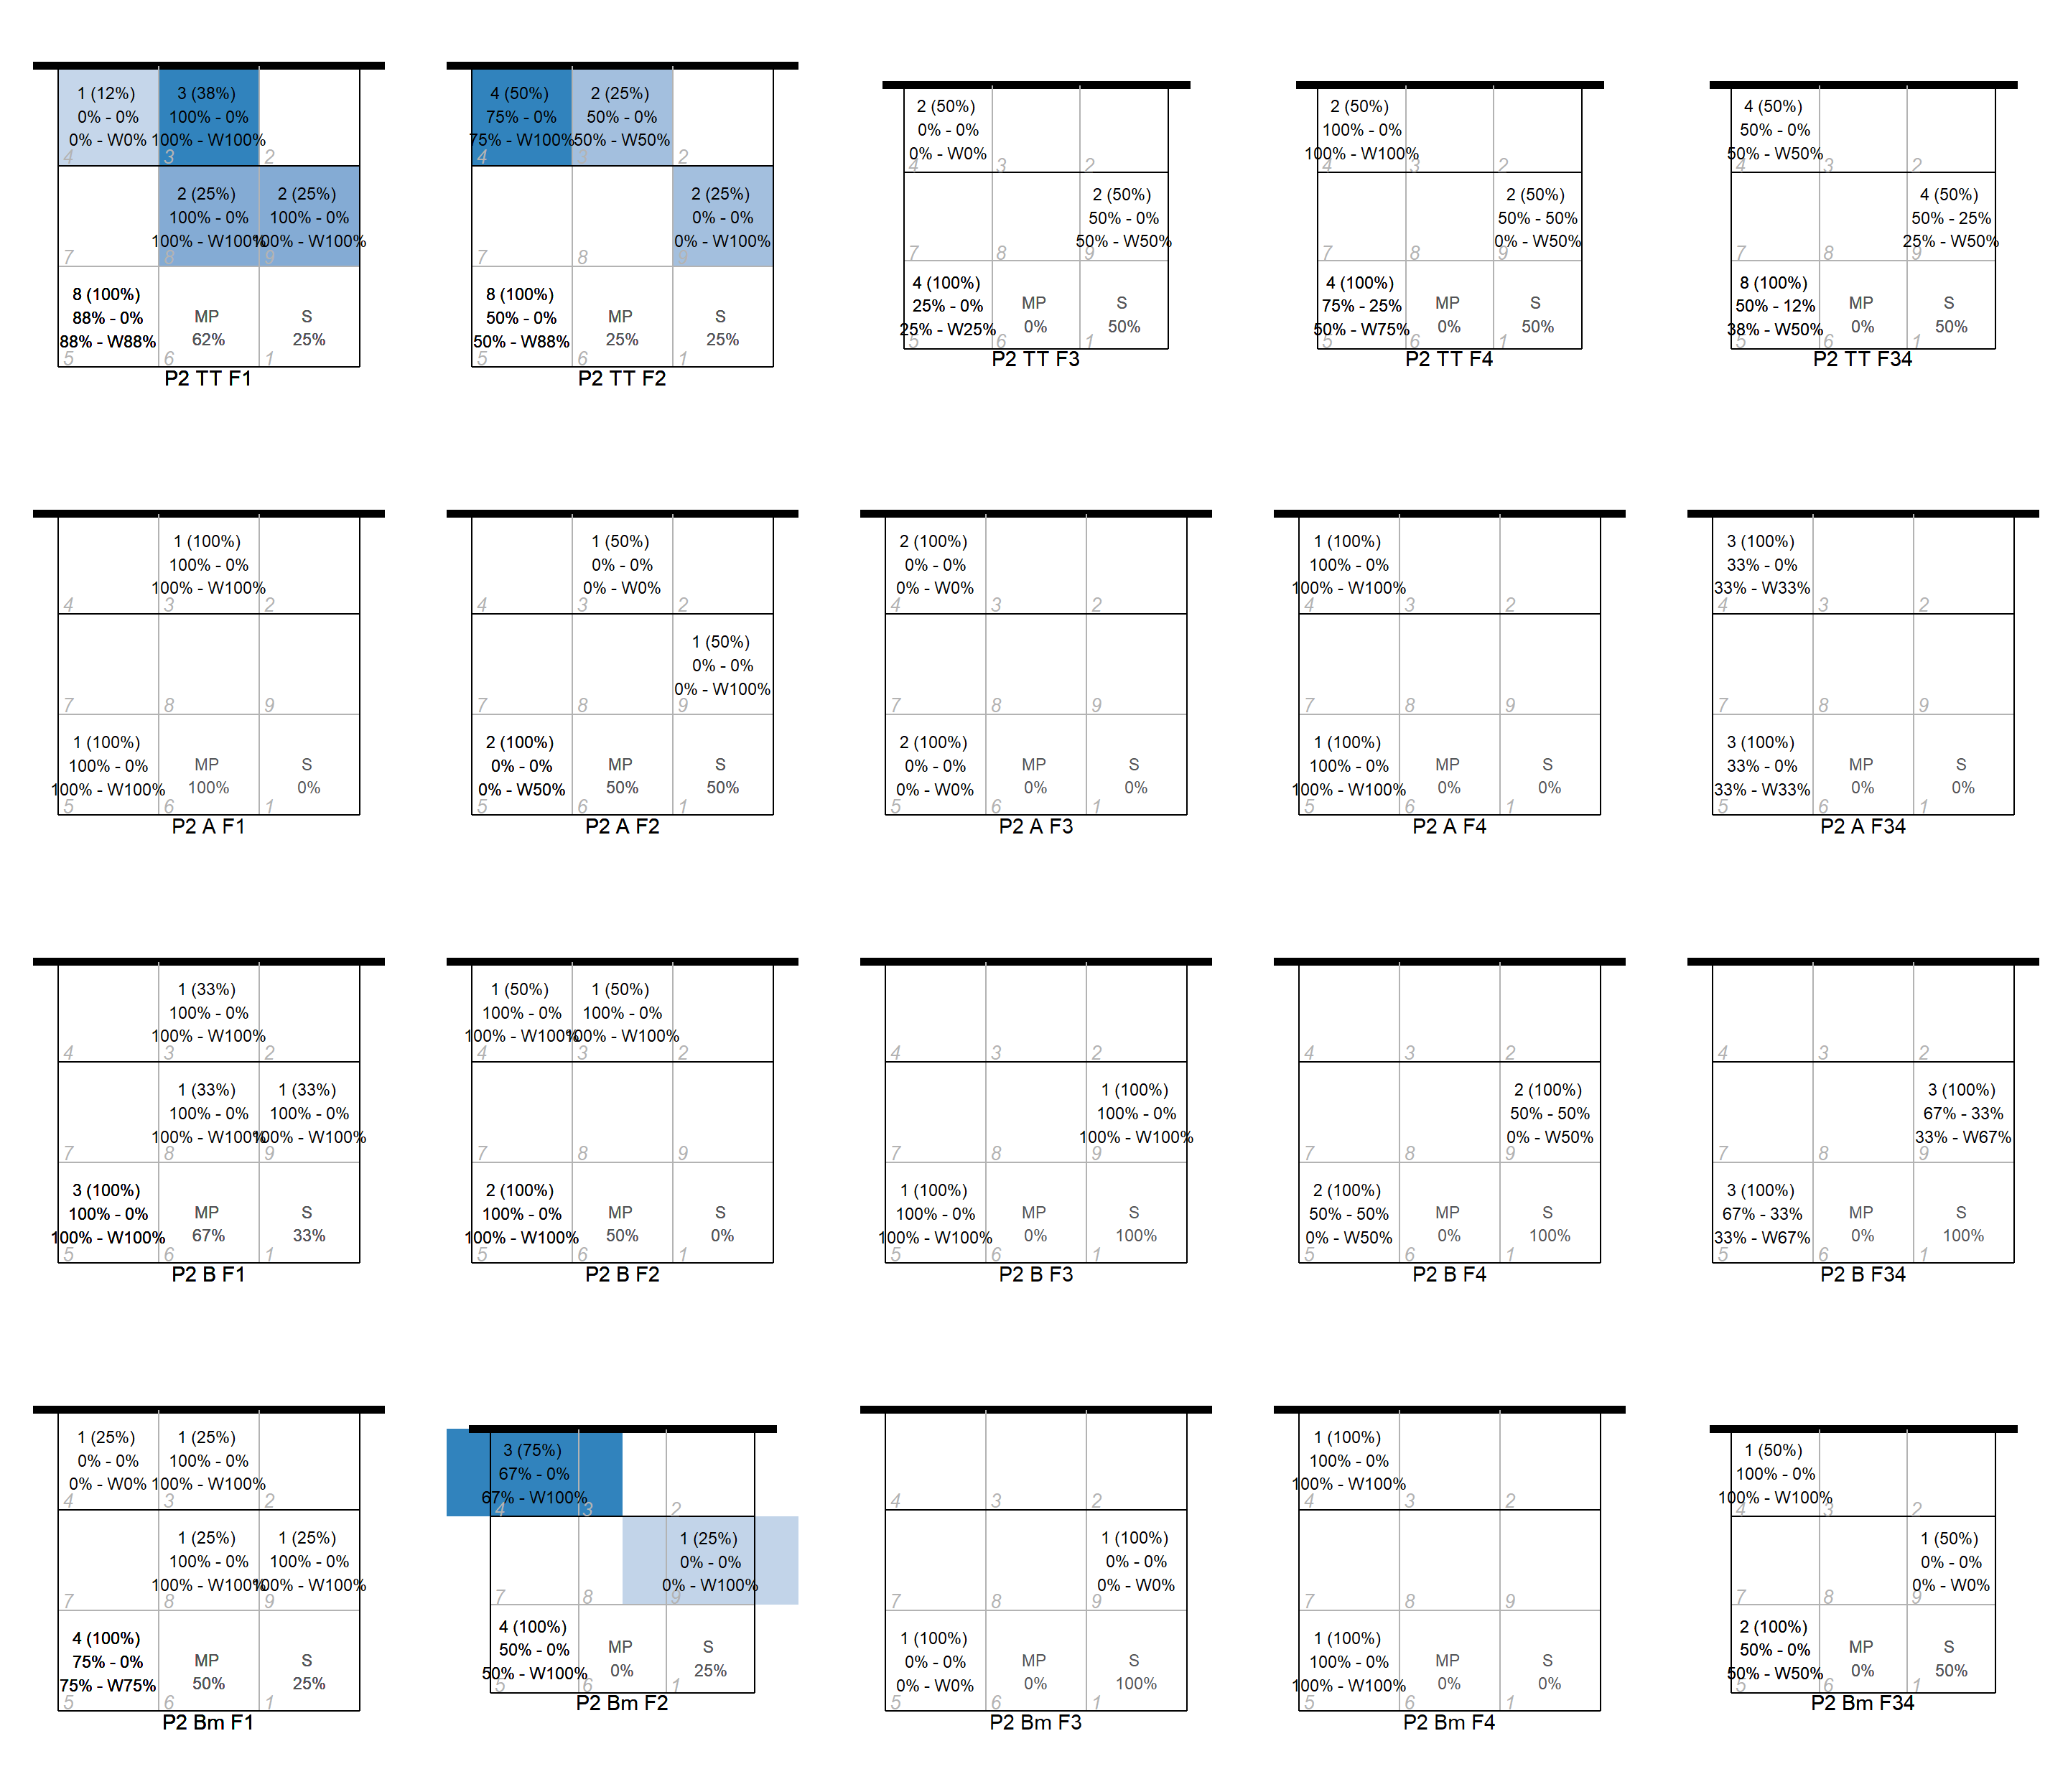 1 (12%)
0% - 0%
0% - W0%
4
3 (38%)
100% - 0%
100% - W100%
3
2
7
2 (25%)
100% - 0%
100% - W100%
8
2 (25%)
100% - 0%
100% - W100%
9
8 (100%)
88% - 0%
88% - W88%
5
MP
62%
6
S
25%
1
P2 TT F1
4 (50%)
75% - 0%
75% - W100%
4
2 (25%)
50% - 0%
50% - W50%
3
2
7
8
2 (25%)
0% - 0%
0% - W100%
9
8 (100%)
50% - 0%
50% - W88%
5
MP
25%
6
S
25%
1
P2 TT F2
2 (50%)
0% - 0%
0% - W0%
4
3
2
7
8
2 (50%)
50% - 0%
50% - W50%
9
4 (100%)
25% - 0%
25% - W25%
5
MP
0%
6
S
50%
1
P2 TT F3
2 (50%)
100% - 0%
100% - W100%
4
3
2
7
8
2 (50%)
50% - 50%
0% - W50%
9
4 (100%)
75% - 25%
50% - W75%
5
MP
0%
6
S
50%
1
P2 TT F4
4 (50%)
50% - 0%
50% - W50%
4
3
2
7
8
4 (50%)
50% - 25%
25% - W50%
9
8 (100%)
50% - 12%
38% - W50%
5
MP
0%
6
S
50%
1
P2 TT F34
4
1 (100%)
100% - 0%
100% - W100%
3
2
7
8
9
1 (100%)
100% - 0%
100% - W100%
5
MP
100%
6
S
0%
1
P2 A F1
4
1 (50%)
0% - 0%
0% - W0%
3
2
7
8
1 (50%)
0% - 0%
0% - W100%
9
2 (100%)
0% - 0%
0% - W50%
5
MP
50%
6
S
50%
1
P2 A F2
2 (100%)
0% - 0%
0% - W0%
4
3
2
7
8
9
2 (100%)
0% - 0%
0% - W0%
5
MP
0%
6
S
0%
1
P2 A F3
1 (100%)
100% - 0%
100% - W100%
4
3
2
7
8
9
1 (100%)
100% - 0%
100% - W100%
5
MP
0%
6
S
0%
1
P2 A F4
3 (100%)
33% - 0%
33% - W33%
4
3
2
7
8
9
3 (100%)
33% - 0%
33% - W33%
5
MP
0%
6
S
0%
1
P2 A F34
4
1 (33%)
100% - 0%
100% - W100%
3
2
7
1 (33%)
100% - 0%
100% - W100%
8
1 (33%)
100% - 0%
100% - W100%
9
3 (100%)
100% - 0%
100% - W100%
5
MP
67%
6
S
33%
1
P2 B F1
1 (50%)
100% - 0%
100% - W100%
4
1 (50%)
100% - 0%
100% - W100%
3
2
7
8
9
2 (100%)
100% - 0%
100% - W100%
5
MP
50%
6
S
0%
1
P2 B F2
4
3
2
7
8
1 (100%)
100% - 0%
100% - W100%
9
1 (100%)
100% - 0%
100% - W100%
5
MP
0%
6
S
100%
1
P2 B F3
4
3
2
7
8
2 (100%)
50% - 50%
0% - W50%
9
2 (100%)
50% - 50%
0% - W50%
5
MP
0%
6
S
100%
1
P2 B F4
4
3
2
7
8
3 (100%)
67% - 33%
33% - W67%
9
3 (100%)
67% - 33%
33% - W67%
5
MP
0%
6
S
100%
1
P2 B F34
1 (25%)
0% - 0%
0% - W0%
4
1 (25%)
100% - 0%
100% - W100%
3
2
7
1 (25%)
100% - 0%
100% - W100%
8
1 (25%)
100% - 0%
100% - W100%
9
4 (100%)
75% - 0%
75% - W75%
5
MP
50%
6
S
25%
1
P2 Bm F1
3 (75%)
67% - 0%
67% - W100%
4
3
2
7
8
1 (25%)
0% - 0%
0% - W100%
9
4 (100%)
50% - 0%
50% - W100%
5
MP
0%
6
S
25%
1
P2 Bm F2
4
3
2
7
8
1 (100%)
0% - 0%
0% - W0%
9
1 (100%)
0% - 0%
0% - W0%
5
MP
0%
6
S
100%
1
P2 Bm F3
1 (100%)
100% - 0%
100% - W100%
4
3
2
7
8
9
1 (100%)
100% - 0%
100% - W100%
5
MP
0%
6
S
0%
1
P2 Bm F4
1 (50%)
100% - 0%
100% - W100%
4
3
2
7
8
1 (50%)
0% - 0%
0% - W0%
9
2 (100%)
50% - 0%
50% - W50%
5
MP
0%
6
S
50%
1
P2 Bm F34